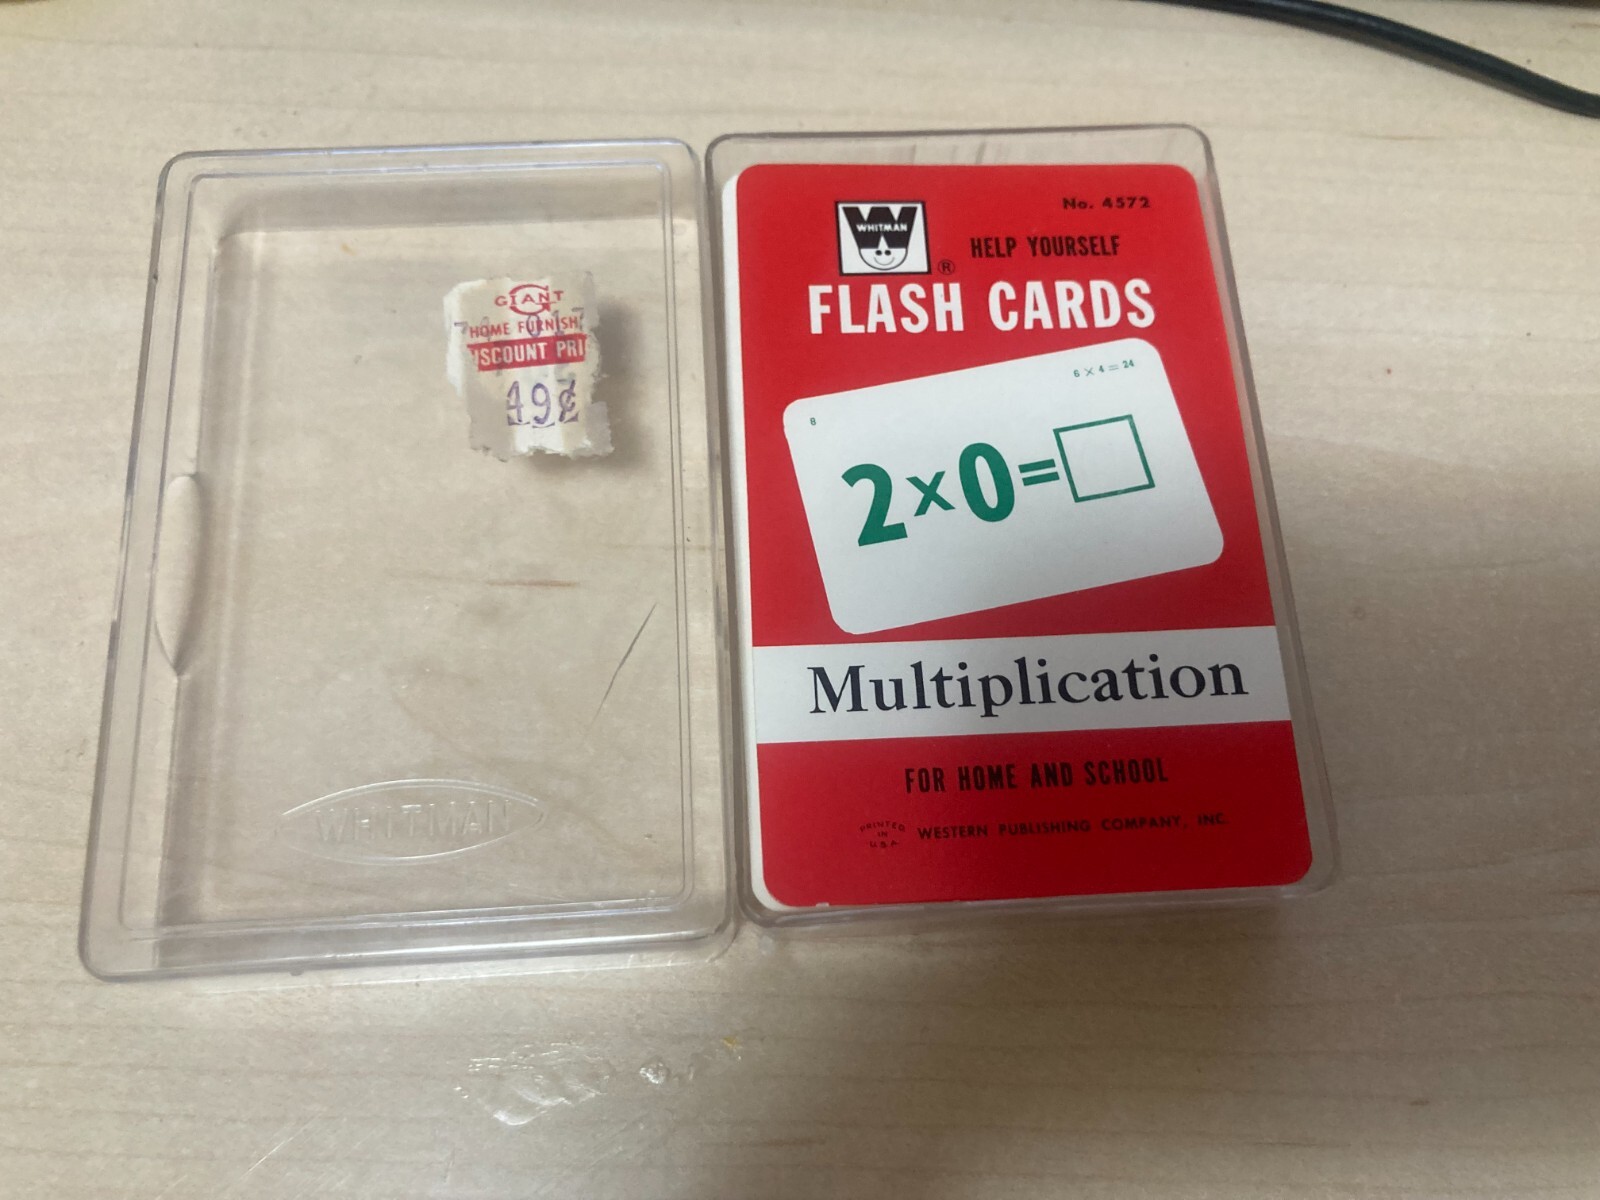 GIANT
HOME FURNISH
ISCOUNT PRI
49¢
WHITMAN
No. 4572
WHITMAN
®
HELP YOURSELF
FLASH CARDS
6 × 4 = 24
8
2×0=
Multiplication
FOR HOME AND SCHOOL
PRINTED
IN
U.S.A.
WESTERN PUBLISHING COMPANY, INC.